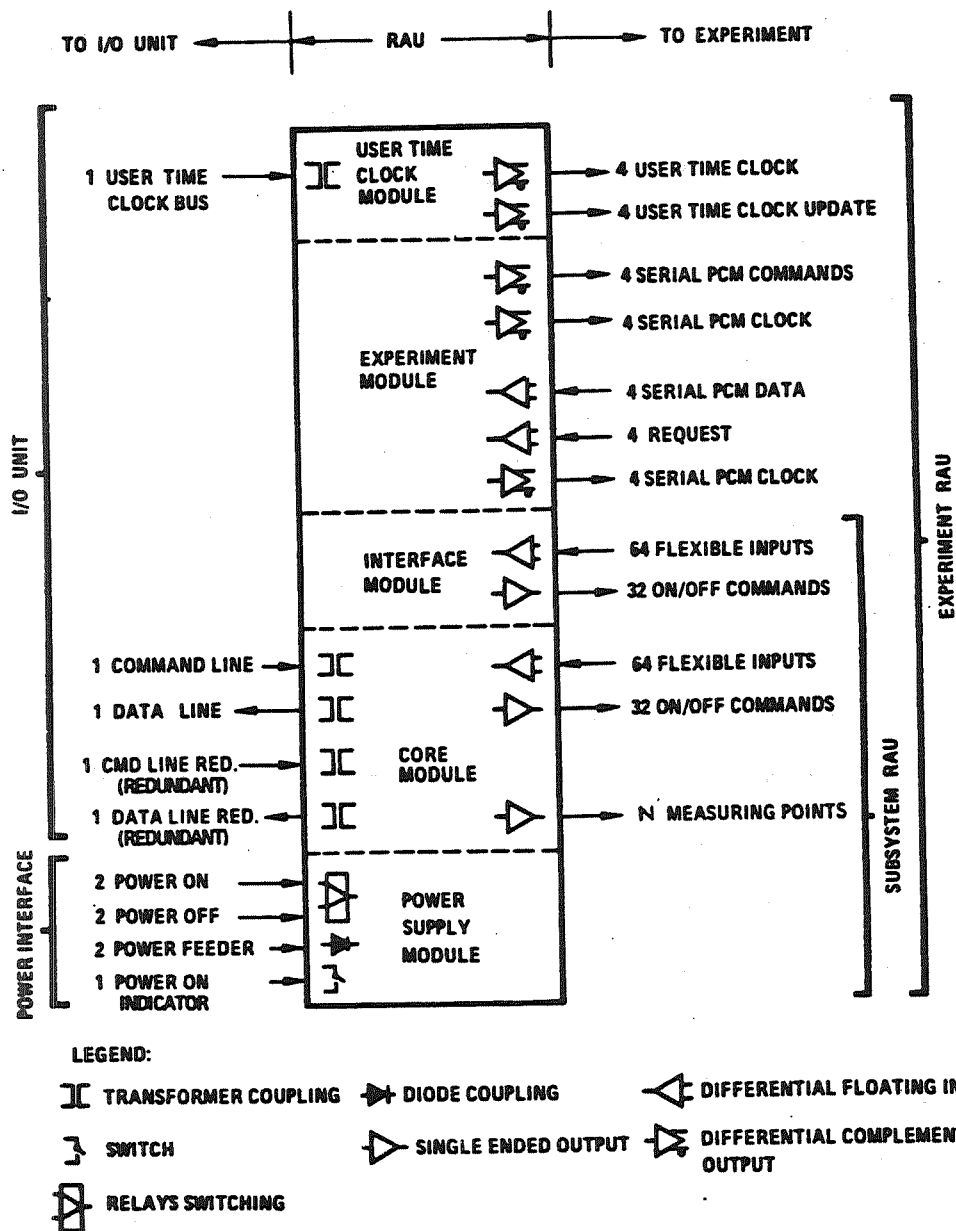 TO I/O UNIT
RAU
TO EXPERIMENT
USER TIME
CLOCK
MODULE
1 USER TIME
CLOCK BUS
4 USER TIME CLOCK
4 USER TIME CLOCK UPDATE
EXPERIMENT
MODULE
4 SERIAL PCM COMMANDS
4 SERIAL PCM CLOCK
4 SERIAL PCM DATA
4 REQUEST
4 SERIAL PCM CLOCK
I/O UNIT
INTERFACE
MODULE
64 FLEXIBLE INPUTS
32 ON/OFF COMMANDS
1 COMMAND LINE
1 DATA LINE
1 CMD LINE RED.
(REDUNDANT)
1 DATA LINE RED.
(REDUNDANT)
CORE
MODULE
64 FLEXIBLE INPUTS
32 ON/OFF COMMANDS
N MEASURING POINTS
EXPERIMENT RAU
SUBSYSTEM RAU
POWER INTERFACE
2 POWER ON
2 POWER OFF
2 POWER FEEDER
1 POWER ON
INDICATOR
POWER
SUPPLY
MODULE
LEGEND:
TRANSFORMER COUPLING
DIODE COUPLING
DIFFERENTIAL FLOATING IN
SWITCH
SINGLE ENDED OUTPUT
DIFFERENTIAL COMPLEMEN
OUTPUT
RELAYS SWITCHING